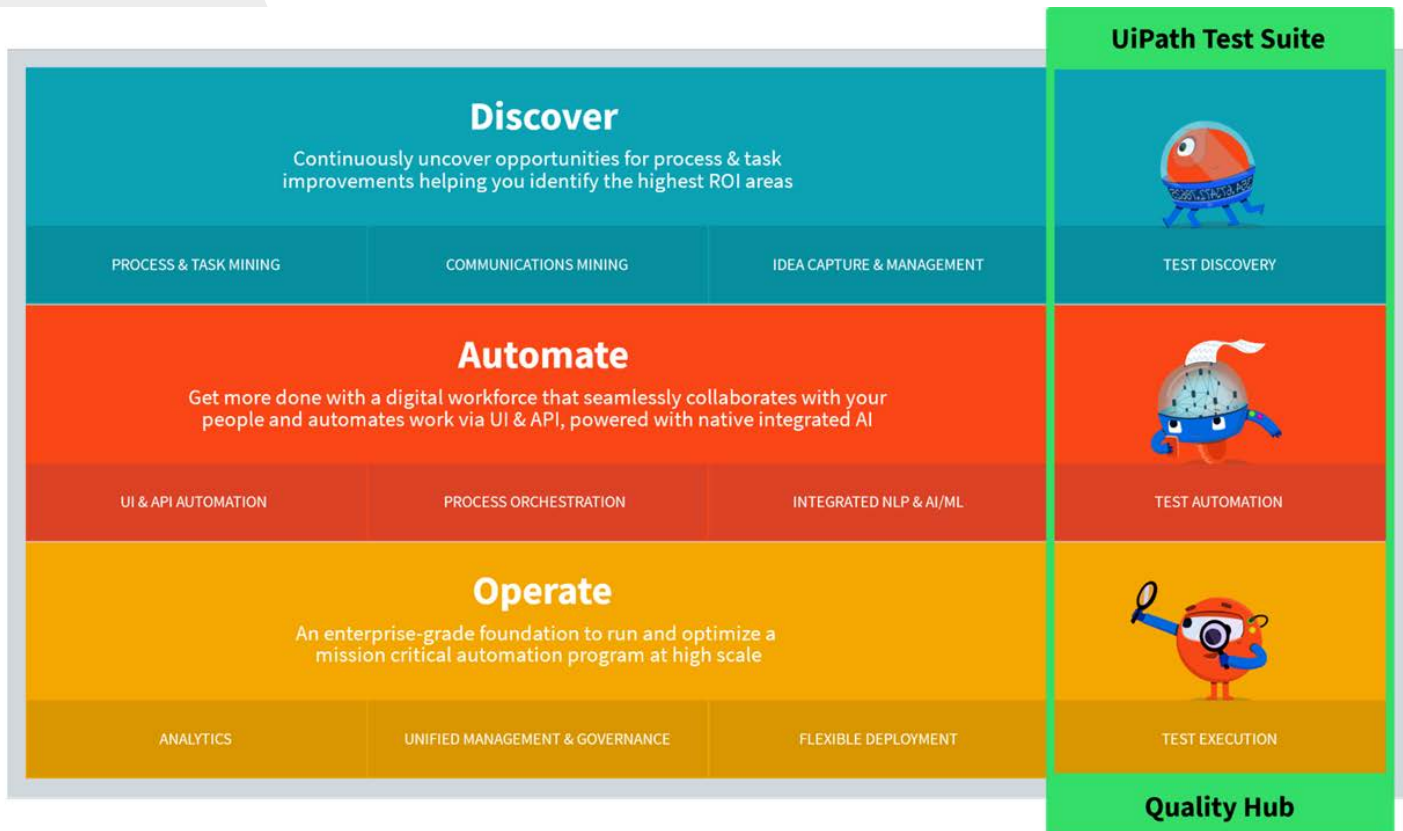 UiPath Test Suite
Discover
Continuously uncover opportunities for process & task
improvements helping you identify the highest ROI areas
PROCESS & TASK MINING
COMMUNICATIONS MINING
IDEA CAPTURE & MANAGEMENT
TEST DISCOVERY
Automate
Get more done with a digital workforce that seamlessly collaborates with your
people and automates work via UI & API, powered with native integrated AI
UI & API AUTOMATION
PROCESS ORCHESTRATION
INTEGRATED NLP & AI/ML
TEST AUTOMATION
Operate
An enterprise-grade foundation to run and optimize a
mission critical automation program at high scale
ANALYTICS
UNIFIED MANAGEMENT & GOVERNANCE
FLEXIBLE DEPLOYMENT
TEST EXECUTION
Quality Hub